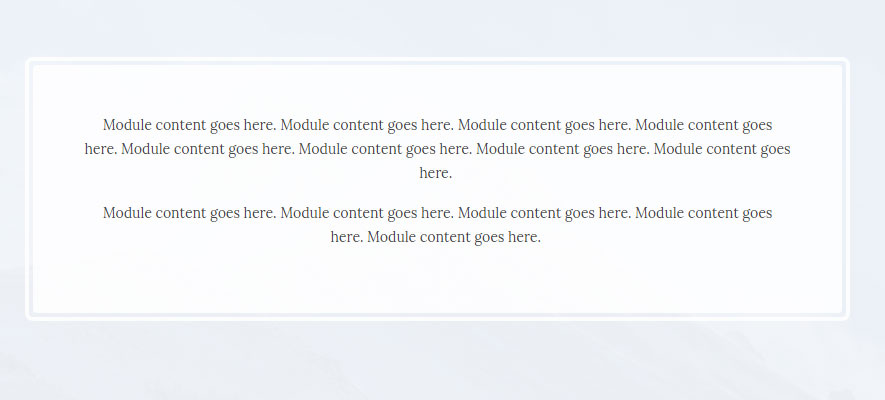 Module content goes here. Module content goes here. Module content goes here. Module content goes
here. Module content goes here. Module content goes here. Module content goes here. Module content goes
here.
Module content goes here. Module content goes here. Module content goes here. Module content goes
here. Module content goes here.